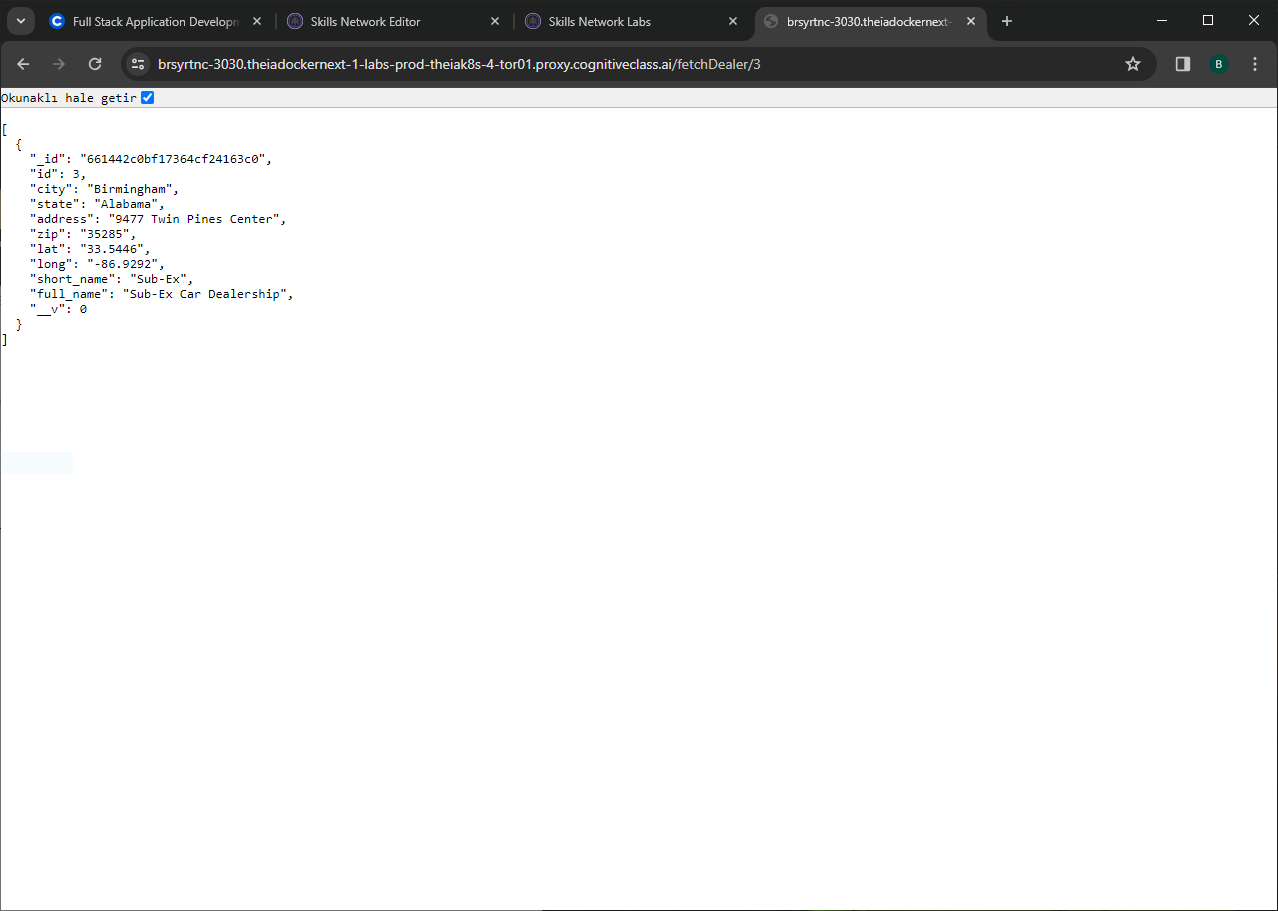 Full Stack Application Developm
Skills Network Editor
Skills Network Labs
brsyrtnc-3030.theiadockernext-
brsyrtnc-3030.theiadockernext-1-labs-prod-theiak8s-4-tor01.proxy.cognitiveclass.ai/fetchDealer/3
B
Okunaklı hale getir
[
  {
    "_id": "661442c0bf17364cf24163c0",
    "id": 3,
    "city": "Birmingham",
    "state": "Alabama",
    "address": "9477 Twin Pines Center",
    "zip": "35285",
    "lat": "33.5446",
    "long": "-86.9292",
    "short_name": "Sub-Ex",
    "full_name": "Sub-Ex Car Dealership",
    "__v": 0
  }
]